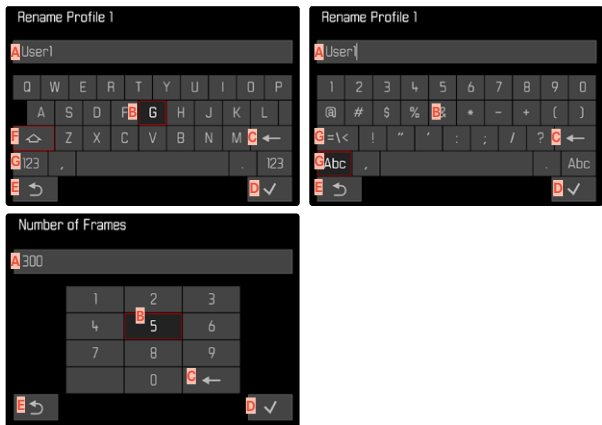 Rename Profile 1
A User1
Q W E R T Y U I O P
A S D F B G H J K L
F Z X C V B N M C ←
G 123 , . 123
E D ✓
Rename Profile 1
A User1
1 2 3 4 5 6 7 8 9 0
@ # $ % B & * - + ( )
G =\< ! " ' : ; / ? C ←
G Abc , . Abc
E D ✓
Number of Frames
A 300
1 2 3
4 B 5 6
7 8 9
0 C ←
E D ✓